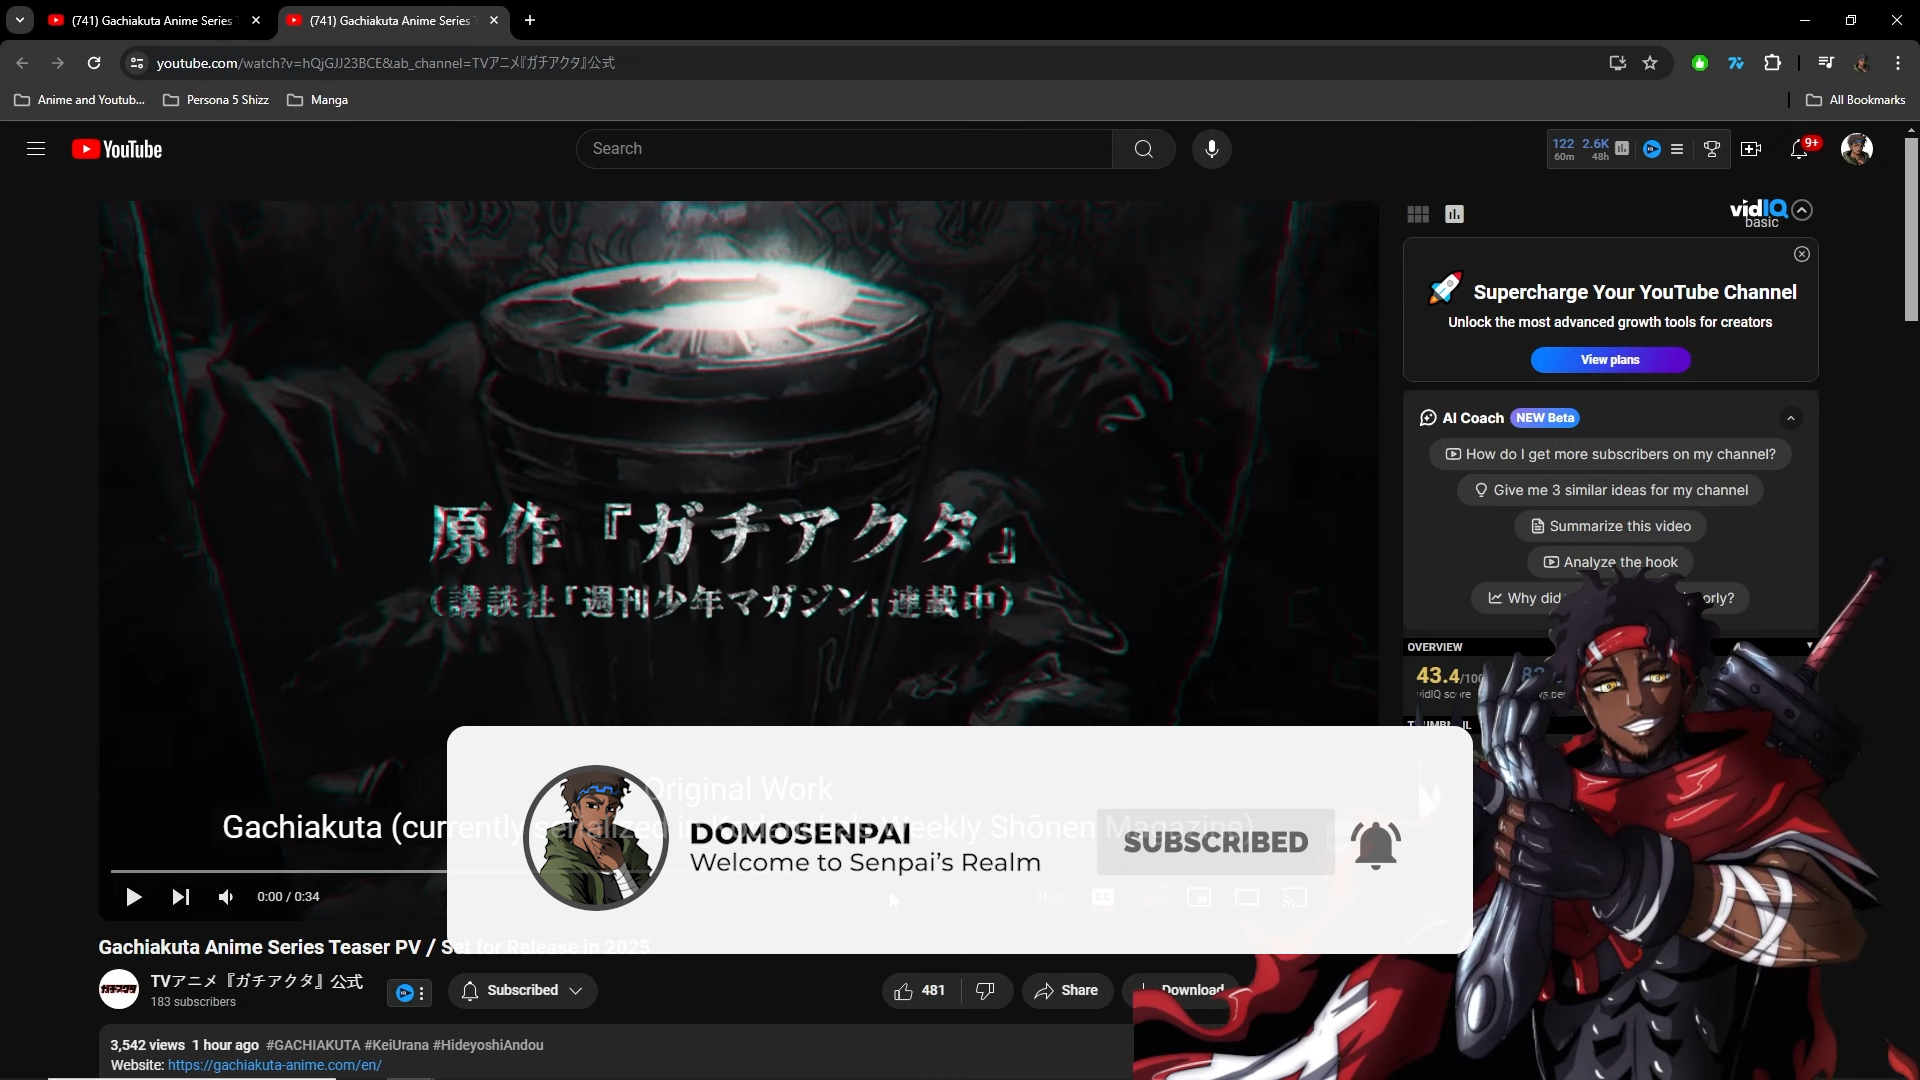 (741) Gachiakuta Anime Series
(741) Gachiakuta Anime Series
youtube.com/watch?v=hQjGJJ23BCE&ab_channel=TVアニメ『ガチアクタ』公式
Anime and Youtub...
Persona 5 Shizz
Manga
All Bookmarks
YouTube
Search
122 2.6K
60m 48h
9+
vidIQ
basic
Supercharge Your YouTube Channel
Unlock the most advanced growth tools for creators
View plans
AI Coach NEW Beta
How do I get more subscribers on my channel?
Give me 3 similar ideas for my channel
Summarize this video
Analyze the hook
Why did orly?
OVERVIEW
43.4/100
vidIQ score
原作『ガチアクタ』
(講談社「週刊少年マガジン」連載中)
Original Work
Gachiakuta (currently serialized in Kodansha's Weekly Shōnen Magazine)
DOMOSENPAI
Welcome to Senpai's Realm
SUBSCRIBED
0:00 / 0:34
Gachiakuta Anime Series Teaser PV / Set for Release in 2025
TVアニメ『ガチアクタ』公式
183 subscribers
Subscribed
481
Share
Download
3,542 views 1 hour ago #GACHIAKUTA #KeiUrana #HideyoshiAndou
Website: https://gachiakuta-anime.com/en/